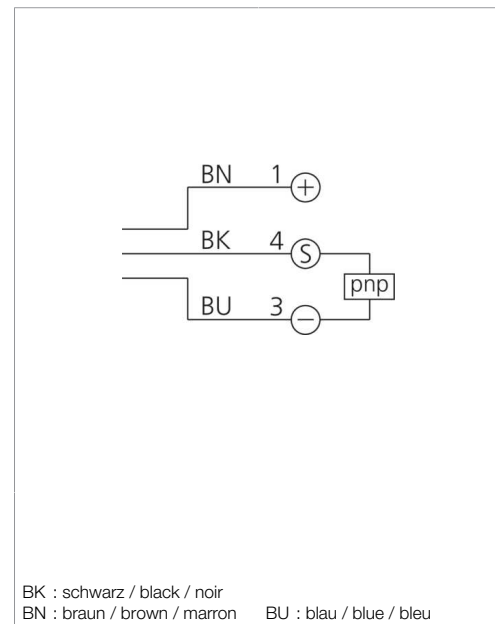 BN 1 +
BK 4 S
pnp
BU 3 −
BK : schwarz / black / noir
BN : braun / brown / marron BU : blau / blue / bleu